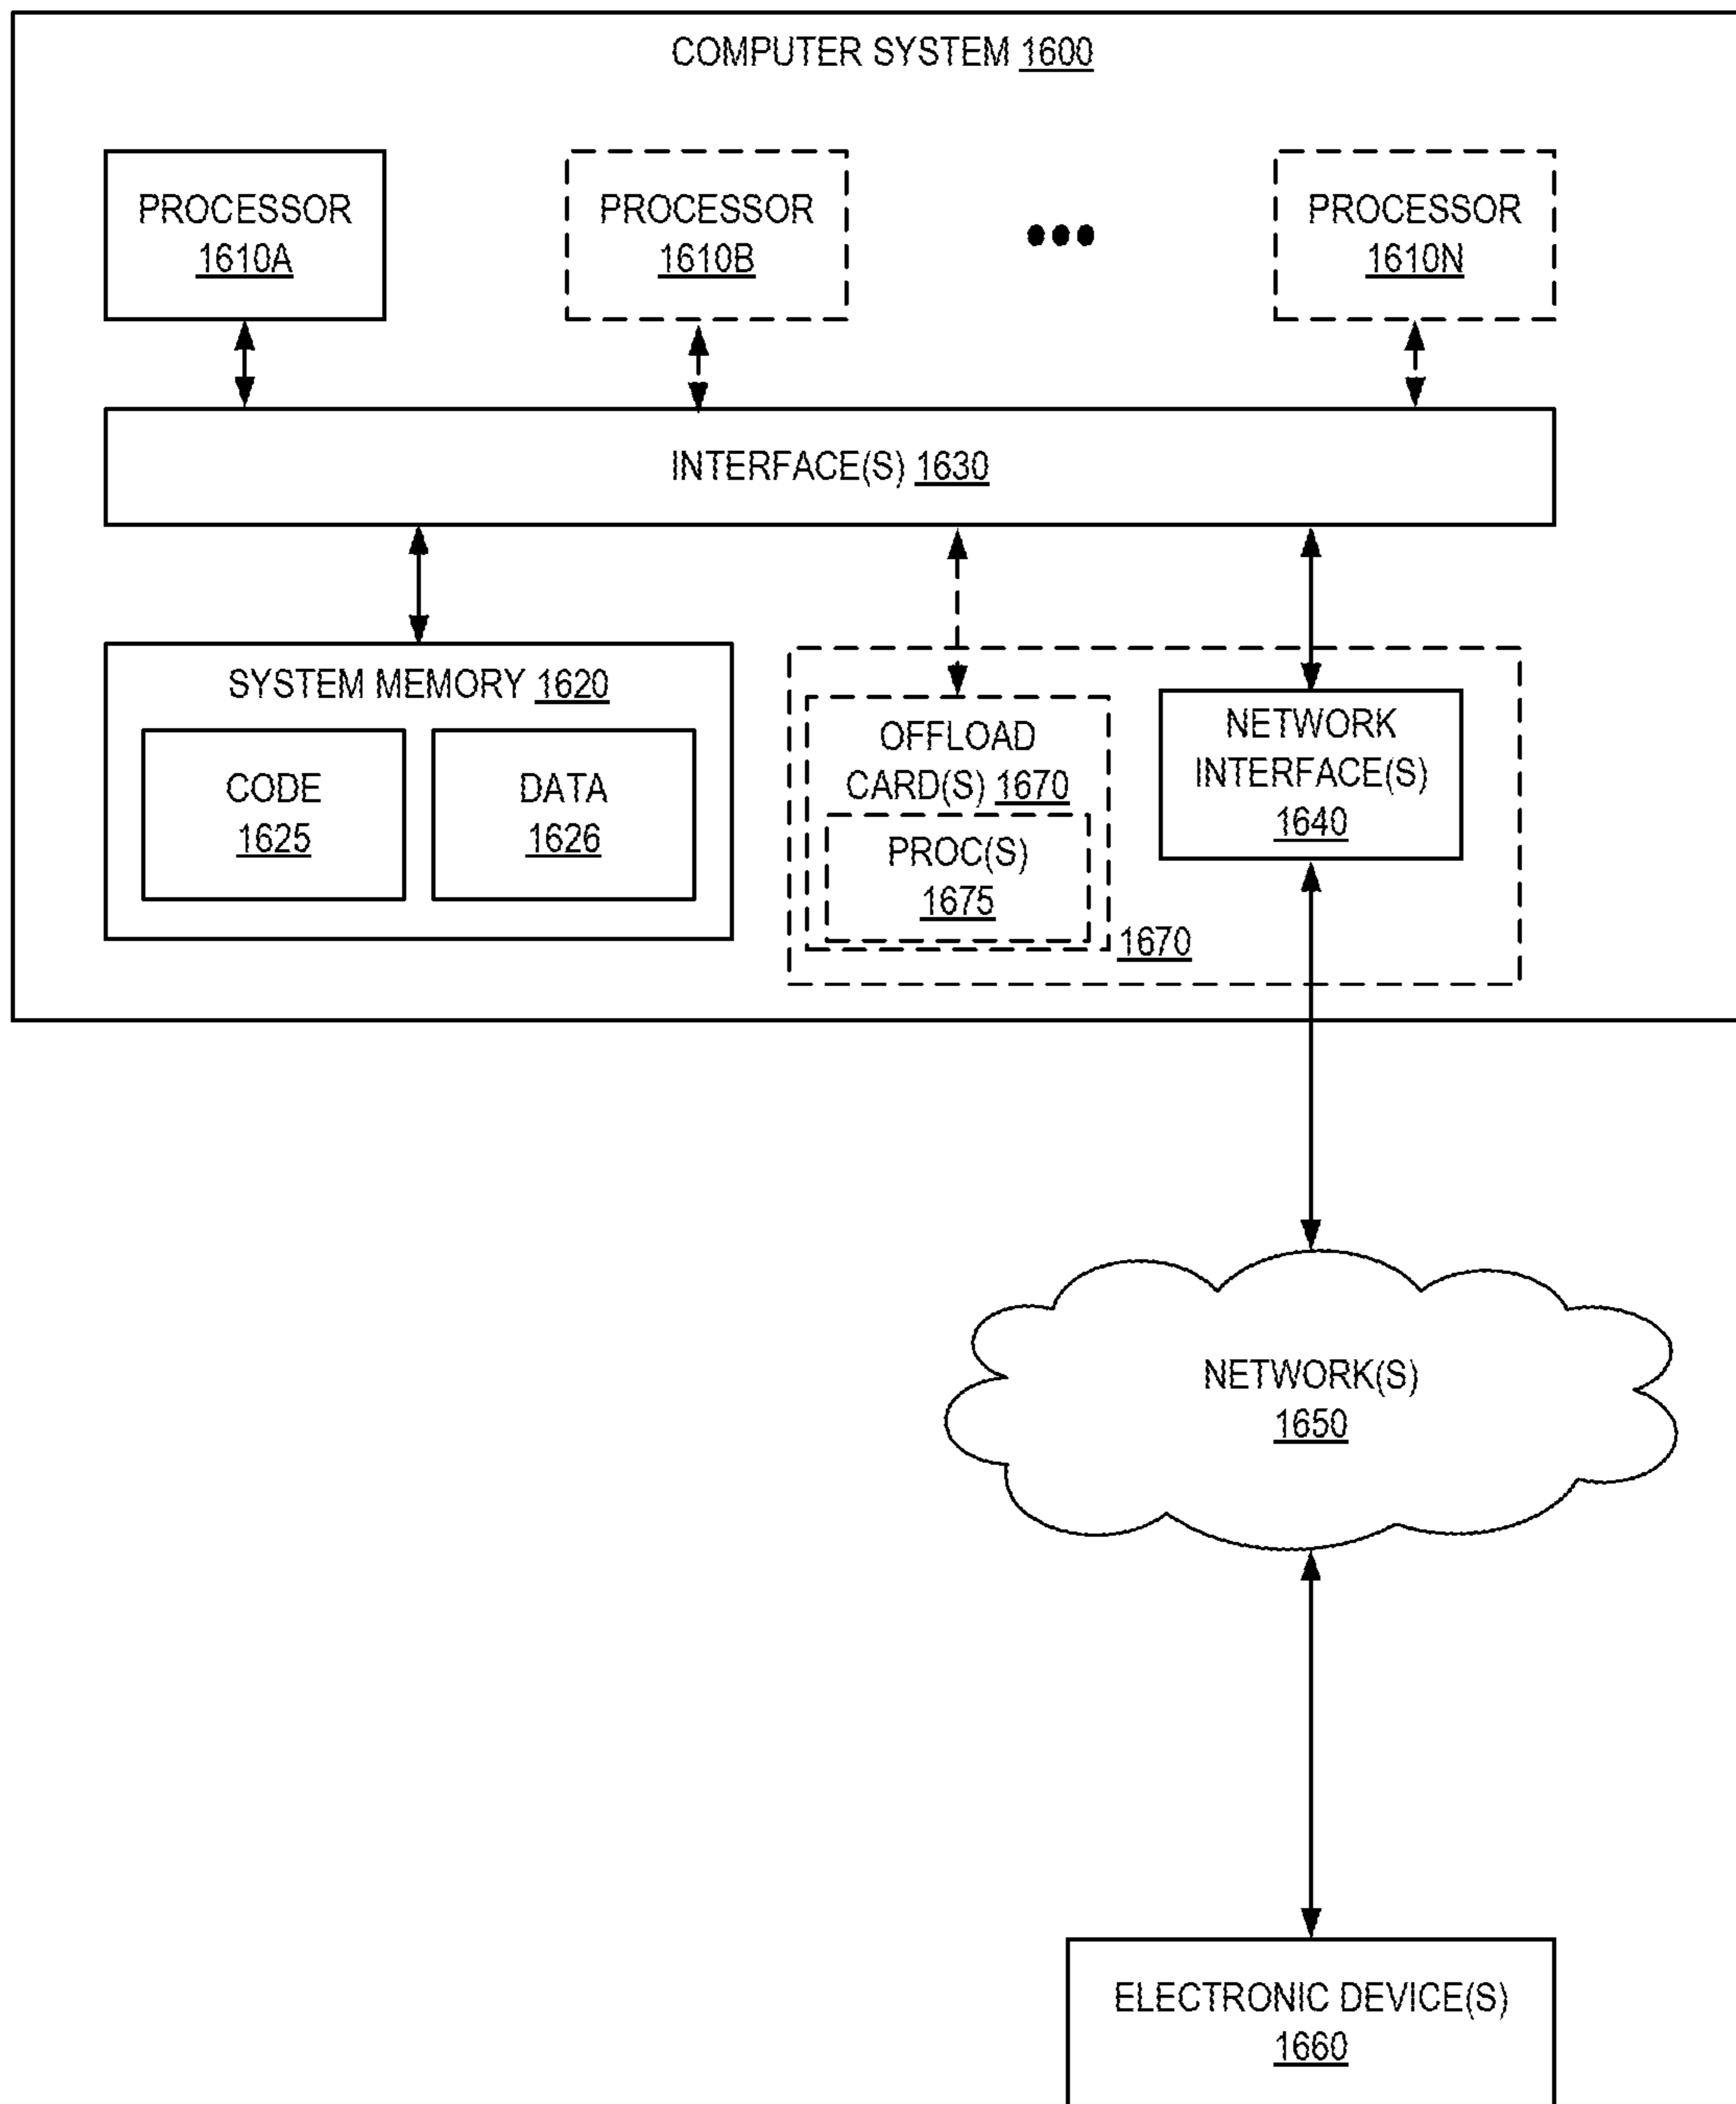 COMPUTER SYSTEM 1600
PROCESSOR
1610A
PROCESSOR
1610B
PROCESSOR
1610N
INTERFACE(S) 1630
SYSTEM MEMORY 1620
CODE
1625
DATA
1626
OFFLOAD
CARD(S) 1670
PROC(S)
1675
1670
NETWORK
INTERFACE(S)
1640
NETWORK(S)
1650
ELECTRONIC DEVICE(S)
1660